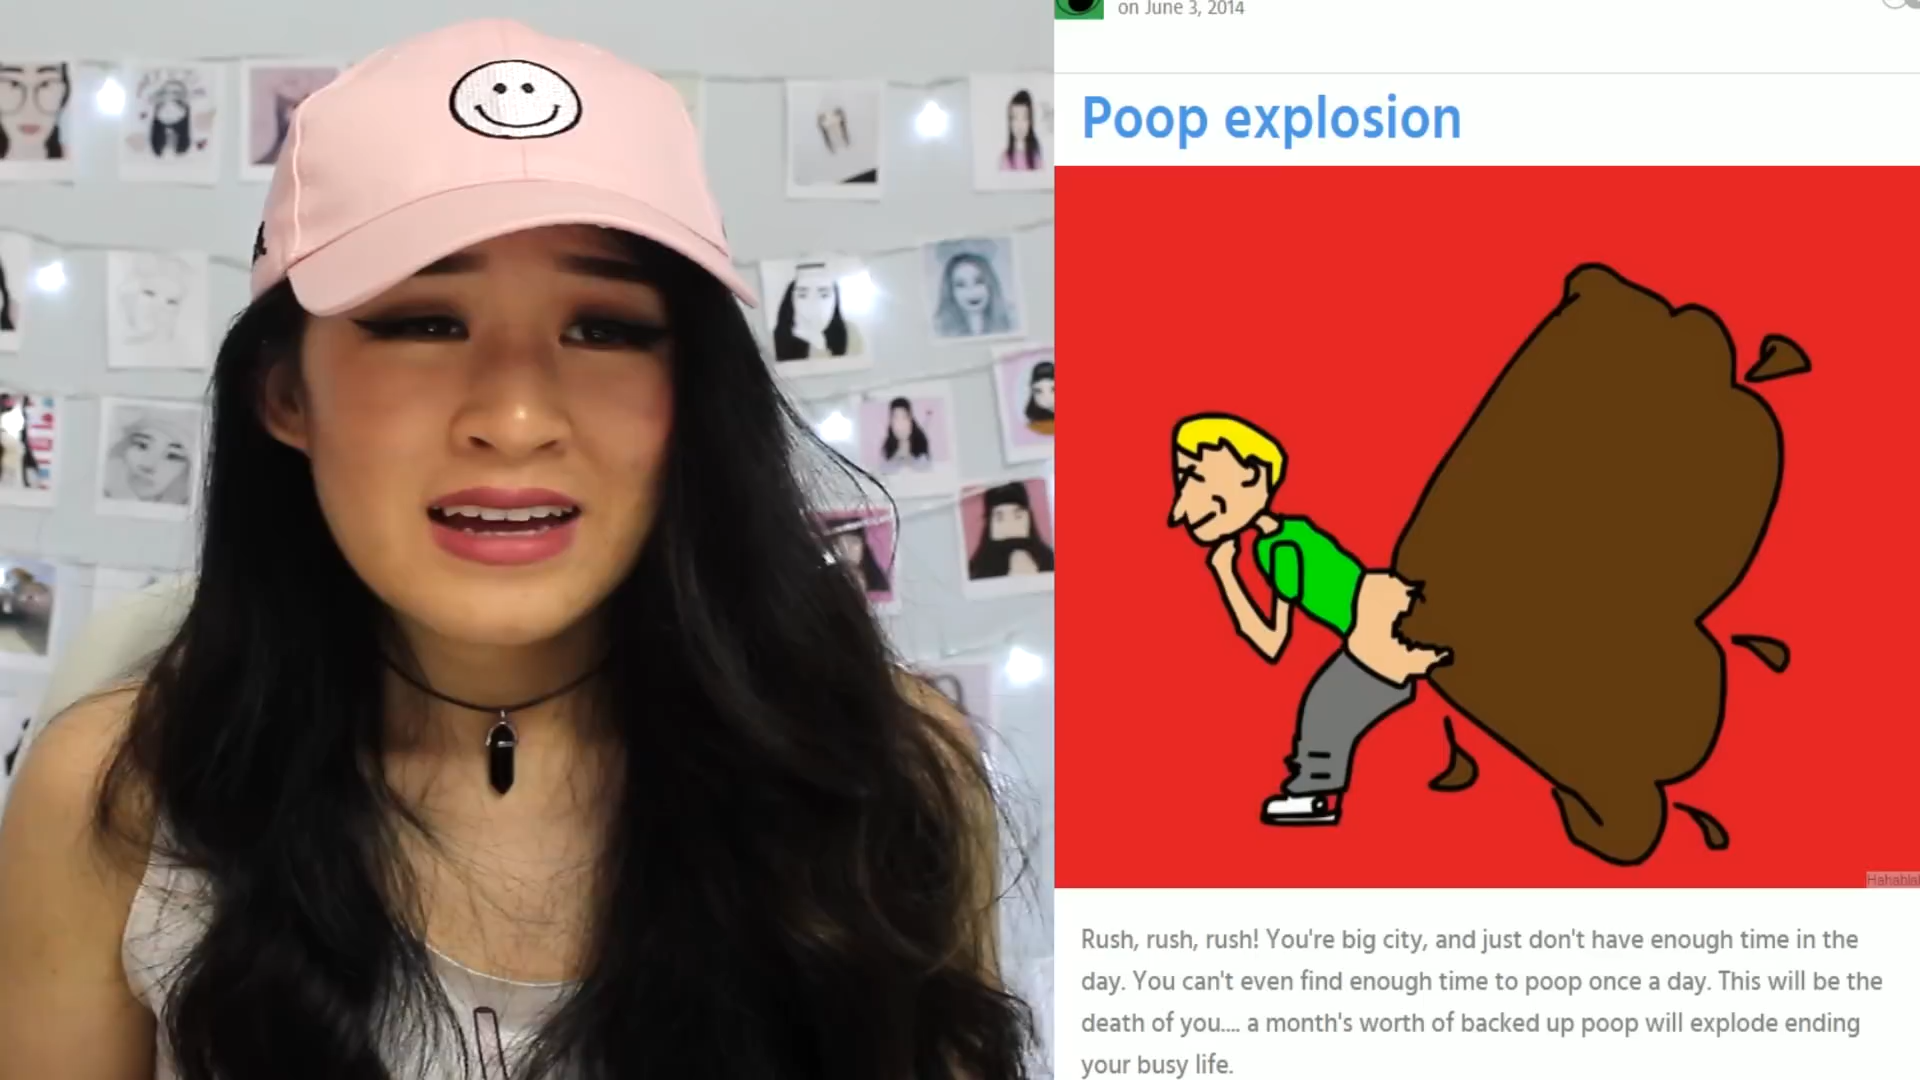 on June 3, 2014
Poop explosion
Rush, rush, rush! You're big city, and just don't have enough time in the
day. You can't even find enough time to poop once a day. This will be the
death of you.... a month's worth of backed up poop will explode ending
your busy life.